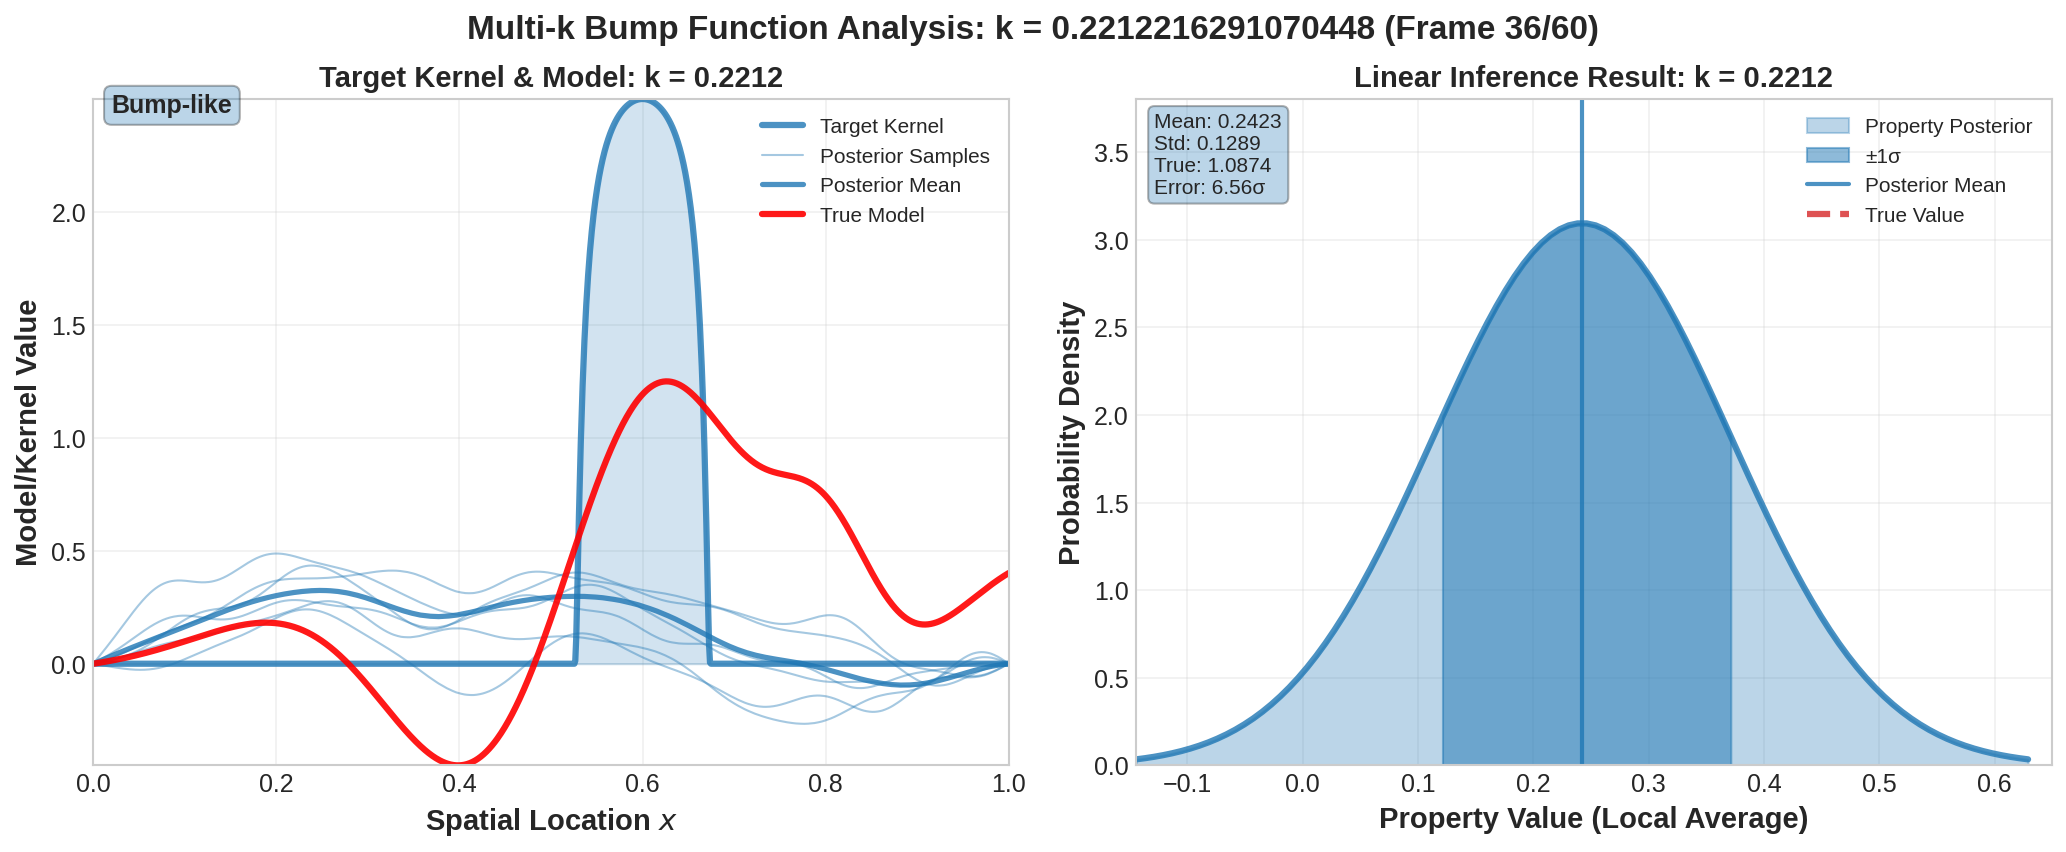 Multi-k Bump Function Analysis: k = 0.2212216291070448 (Frame 36/60)
Target Kernel & Model: k = 0.2212
Bump-like
Target Kernel
Posterior Samples
Posterior Mean
True Model
Model/Kernel Value
2.0
1.5
1.0
0.5
0.0
0.0
0.2
0.4
0.6
0.8
1.0
Spatial Location x
Linear Inference Result: k = 0.2212
Mean: 0.2423
Std: 0.1289
True: 1.0874
Error: 6.56σ
Property Posterior
±1σ
Posterior Mean
True Value
Probability Density
3.5
3.0
2.5
2.0
1.5
1.0
0.5
0.0
−0.1
0.0
0.1
0.2
0.3
0.4
0.5
0.6
Property Value (Local Average)